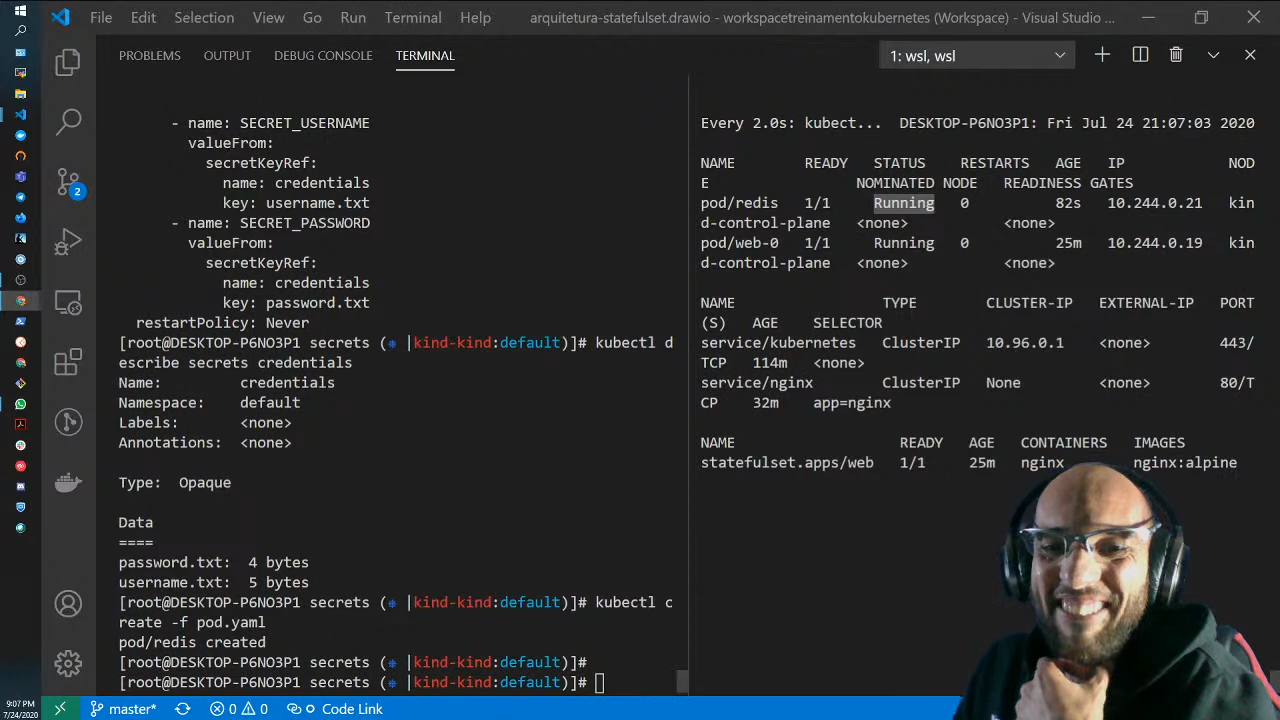 File Edit Selection View Go Run Terminal Help
arquitetura-statefulset.drawio - workspacetreinamentokubernetes (Workspace) - Visual Studio ...
PROBLEMS OUTPUT DEBUG CONSOLE TERMINAL
1: wsl, wsl
- name: SECRET_USERNAME
valueFrom:
secretKeyRef:
name: credentials
key: username.txt
- name: SECRET_PASSWORD
valueFrom:
secretKeyRef:
name: credentials
key: password.txt
restartPolicy: Never
[root@DESKTOP-P6NO3P1 secrets (⎈ |kind-kind:default)]# kubectl d
escribe secrets credentials
Name: credentials
Namespace: default
Labels: <none>
Annotations: <none>
Type: Opaque
Data
====
password.txt: 4 bytes
username.txt: 5 bytes
[root@DESKTOP-P6NO3P1 secrets (⎈ |kind-kind:default)]# kubectl c
reate -f pod.yaml
pod/redis created
[root@DESKTOP-P6NO3P1 secrets (⎈ |kind-kind:default)]#
[root@DESKTOP-P6NO3P1 secrets (⎈ |kind-kind:default)]#
Every 2.0s: kubect... DESKTOP-P6NO3P1: Fri Jul 24 21:07:03 2020
NAME READY STATUS RESTARTS AGE IP NOD
E NOMINATED NODE READINESS GATES
pod/redis 1/1 Running 0 82s 10.244.0.21 kin
d-control-plane <none> <none>
pod/web-0 1/1 Running 0 25m 10.244.0.19 kin
d-control-plane <none> <none>
NAME TYPE CLUSTER-IP EXTERNAL-IP PORT
(S) AGE SELECTOR
service/kubernetes ClusterIP 10.96.0.1 <none> 443/
TCP 114m <none>
service/nginx ClusterIP None <none> 80/T
CP 32m app=nginx
NAME READY AGE CONTAINERS IMAGES
statefulset.apps/web 1/1 25m nginx nginx:alpine
2
9:07 PM
7/24/2020
master* 0 0 Code Link